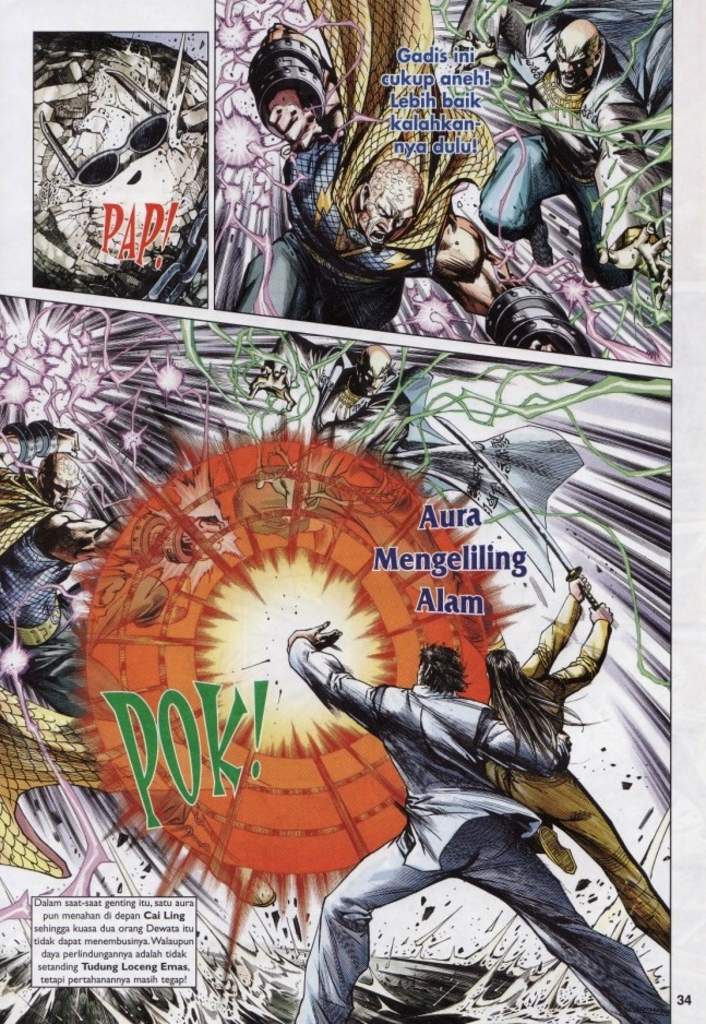 PAP!
Gadis ini
cukup aneh!
Lebih baik
kalahkan-
nya dulu!
Aura
Mengeliling
Alam
POK!
Dalam saat-saat genting itu, satu aura
pun menahan di depan Cai Ling
sehingga kuasa dua orang Dewata itu
tidak dapat menembusinya. Walaupun
daya perlindungannya adalah tidak
setanding Tudung Loceng Emas,
tetapi pertahanannya masih tegap!
34